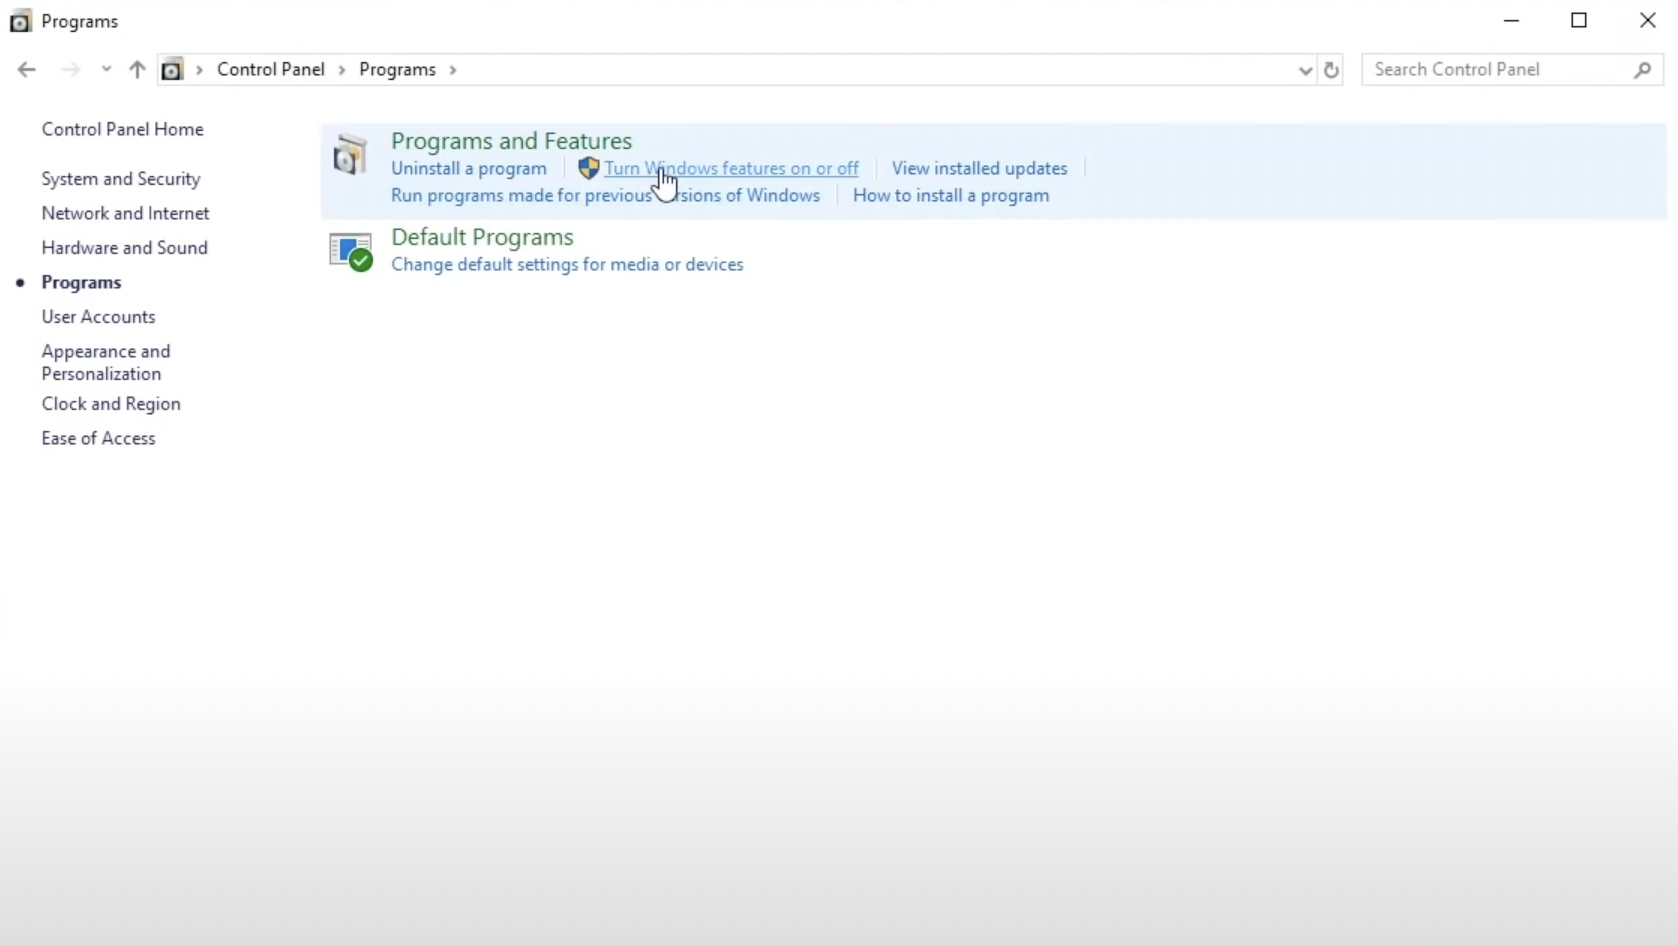 Programs
Control Panel
Programs
Search Control Panel
Control Panel Home
System and Security
Network and Internet
Hardware and Sound
Programs
User Accounts
Appearance and
Personalization
Clock and Region
Ease of Access
Programs and Features
Uninstall a program
Turn Windows features on or off
View installed updates
Run programs made for previous versions of Windows
How to install a program
Default Programs
Change default settings for media or devices